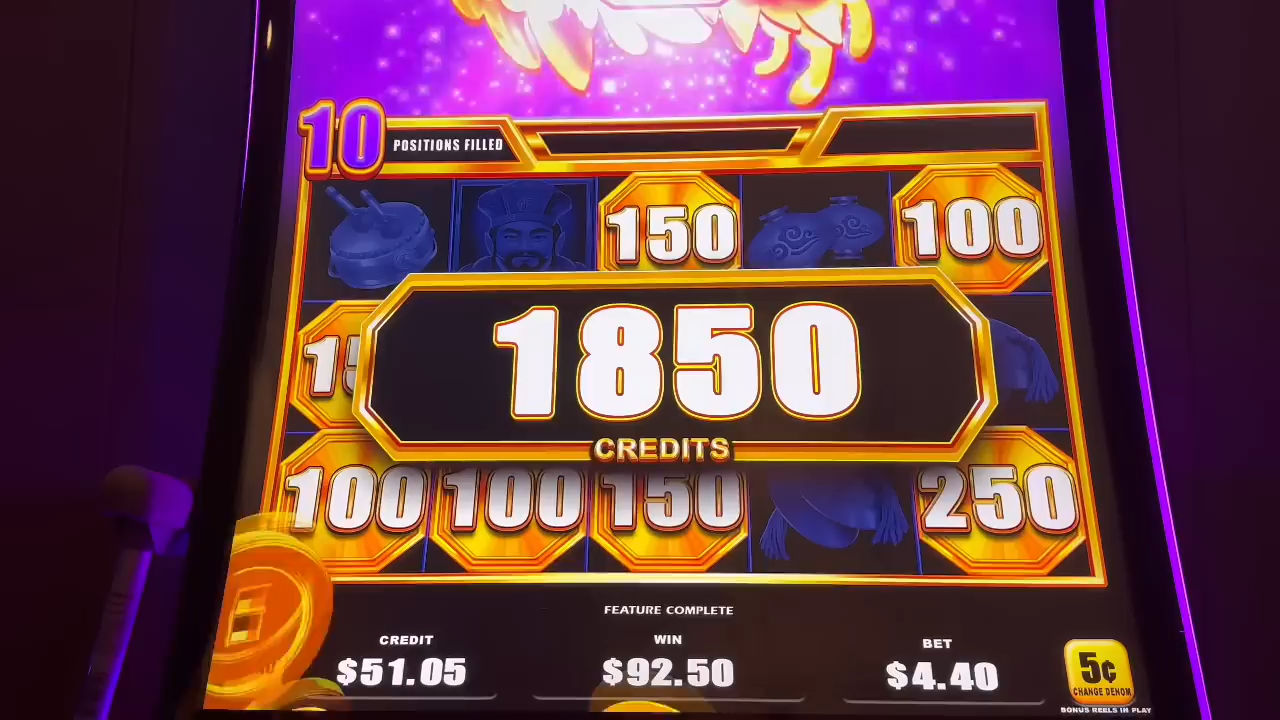 10 POSITIONS FILLED
150 100
1850
CREDITS
100 100 150 250
FEATURE COMPLETE
CREDIT WIN BET
$51.05 $92.50 $4.40
5¢
CHANGE DENOM
BONUS REELS IN PLAY